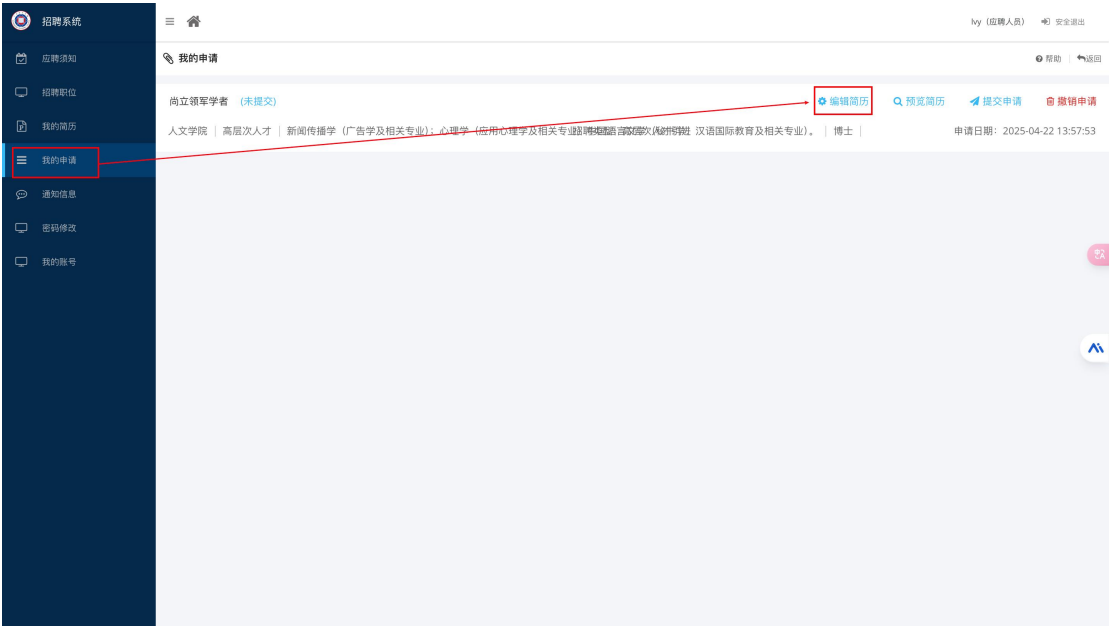 招聘系统
Ivy（应聘人员） 安全退出
应聘须知
我的申请
帮助 返回
招聘职位
尚立领军学者 (未提交) 编辑简历 预览简历 提交申请 撤销申请
我的简历
人文学院 高层次人才 新闻传播学（广告学及相关专业）；心理学（应用心理学及相关专业 汉语国际教育及相关专业）。 博士 申请日期：2025-04-22 13:57:53
我的申请
通知信息
密码修改
我的账号